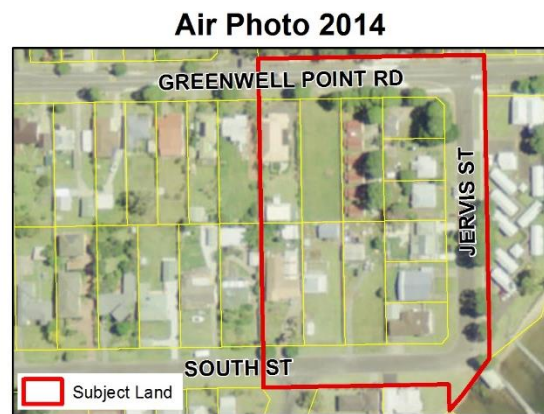 Air Photo 2014
GREENWELL POINT RD
JERVIS ST
SOUTH ST
Subject Land